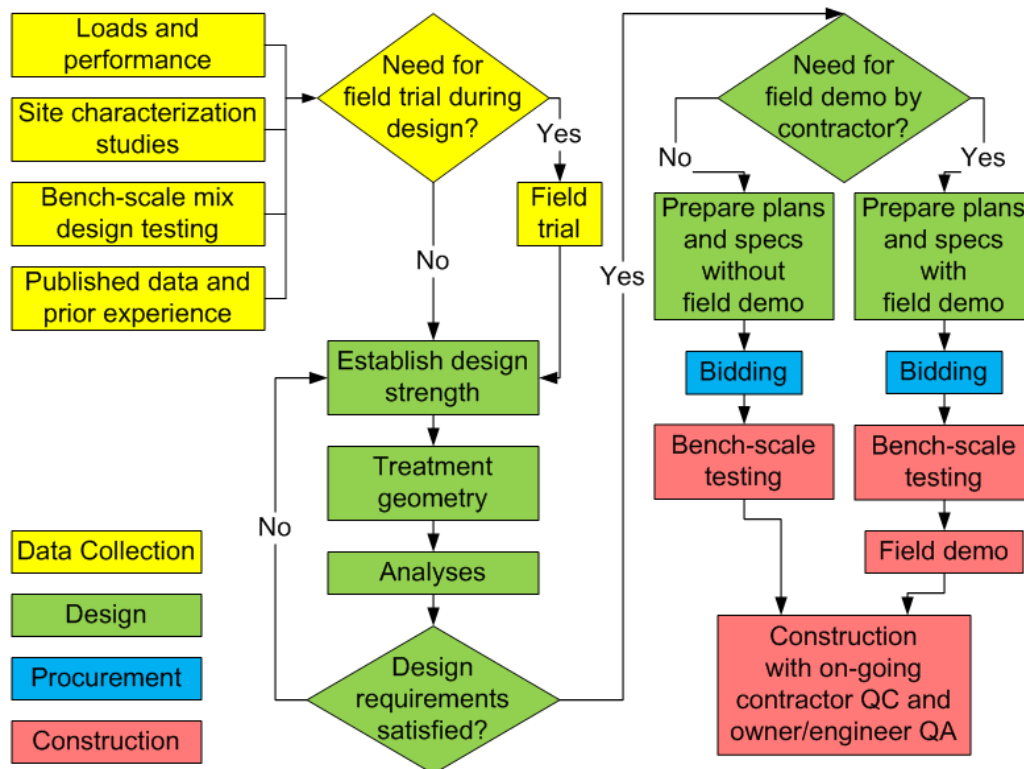 Loads and
performance
Site characterization
studies
Bench-scale mix
design testing
Published data and
prior experience
Need for
field trial during
design?
Yes
Field
trial
No
Establish design
strength
Treatment
geometry
Analyses
Design
requirements
satisfied?
No
Yes
Need for
field demo by
contractor?
No
Yes
Prepare plans
and specs
without
field demo
Prepare plans
and specs
with
field demo
Bidding
Bidding
Bench-scale
testing
Bench-scale
testing
Field demo
Construction
with on-going
contractor QC and
owner/engineer QA
Data Collection
Design
Procurement
Construction